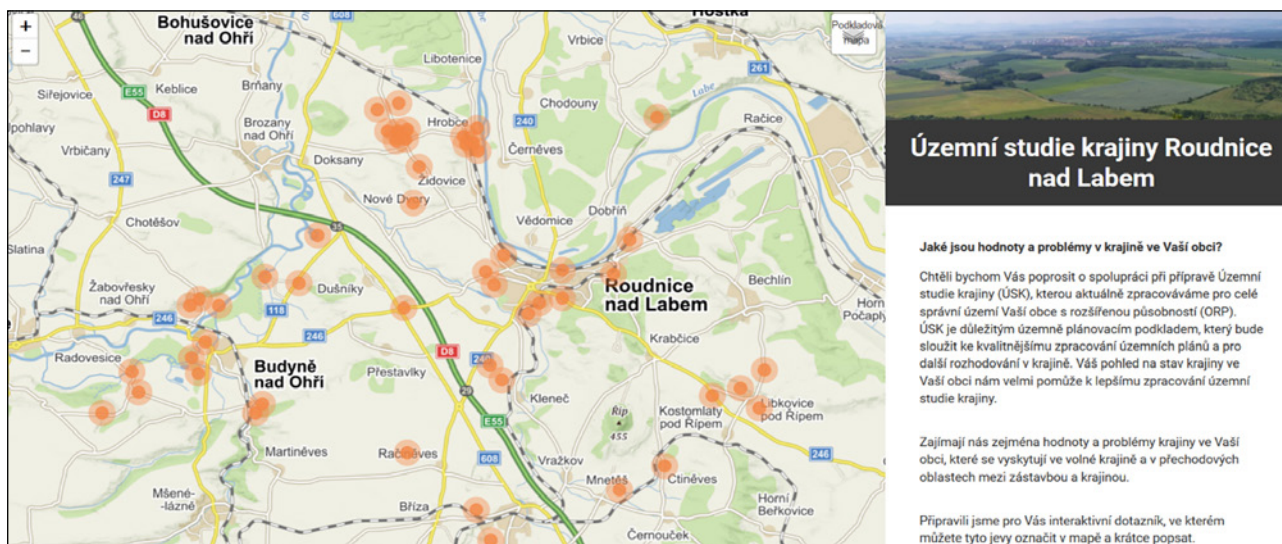 Bohušovice
nad Ohří
608
Hoštka
Vrbice
Podkladová
mapa
+
−
46
Libotenice
261
Siřejovice
Keblice
E55
Brňany
Labe
Chodouny
D8
Račice
Brozany
nad Ohří
Hrobce
240
Vrbičany
Doksany
Černěves
247
Židovice
Nové Dvory
Chotěšov
35
Vědomice
Dobříň
Slatina
Roudnice
nad Labem
Bechlín
Žabovřesky
nad Ohří
Dušníky
118
246
246
Radovesice
Krabčice
Budyně
nad Ohří
D8
240
Přestavlky
29
Kleneč
Říp
455
Kostomlaty
pod Řípem
Libkovice
pod Řípem
E55
246
Martiněves
Račiněves
608
Vražkov
Mnetěš
Ctiněves
Mšené-
-lázně
Bříza
Horní
Beřkovice
Černouček
Územní studie krajiny Roudnice
nad Labem
Jaké jsou hodnoty a problémy v krajině ve Vaší obci?
Chtěli bychom Vás poprosit o spolupráci při přípravě Územní
studie krajiny (ÚSK), kterou aktuálně zpracováváme pro celé
správní území Vaší obce s rozšířenou působností (ORP).
ÚSK je důležitým územně plánovacím podkladem, který bude
sloužit ke kvalitnějšímu zpracování územních plánů a pro
další rozhodování v krajině. Váš pohled na stav krajiny ve
Vaší obci nám velmi pomůže k lepšímu zpracování územní
studie krajiny.
Zajímají nás zejména hodnoty a problémy krajiny ve Vaší
obci, které se vyskytují ve volné krajině a v přechodových
oblastech mezi zástavbou a krajinou.
Připravili jsme pro Vás interaktivní dotazník, ve kterém
můžete tyto jevy označit v mapě a krátce popsat.